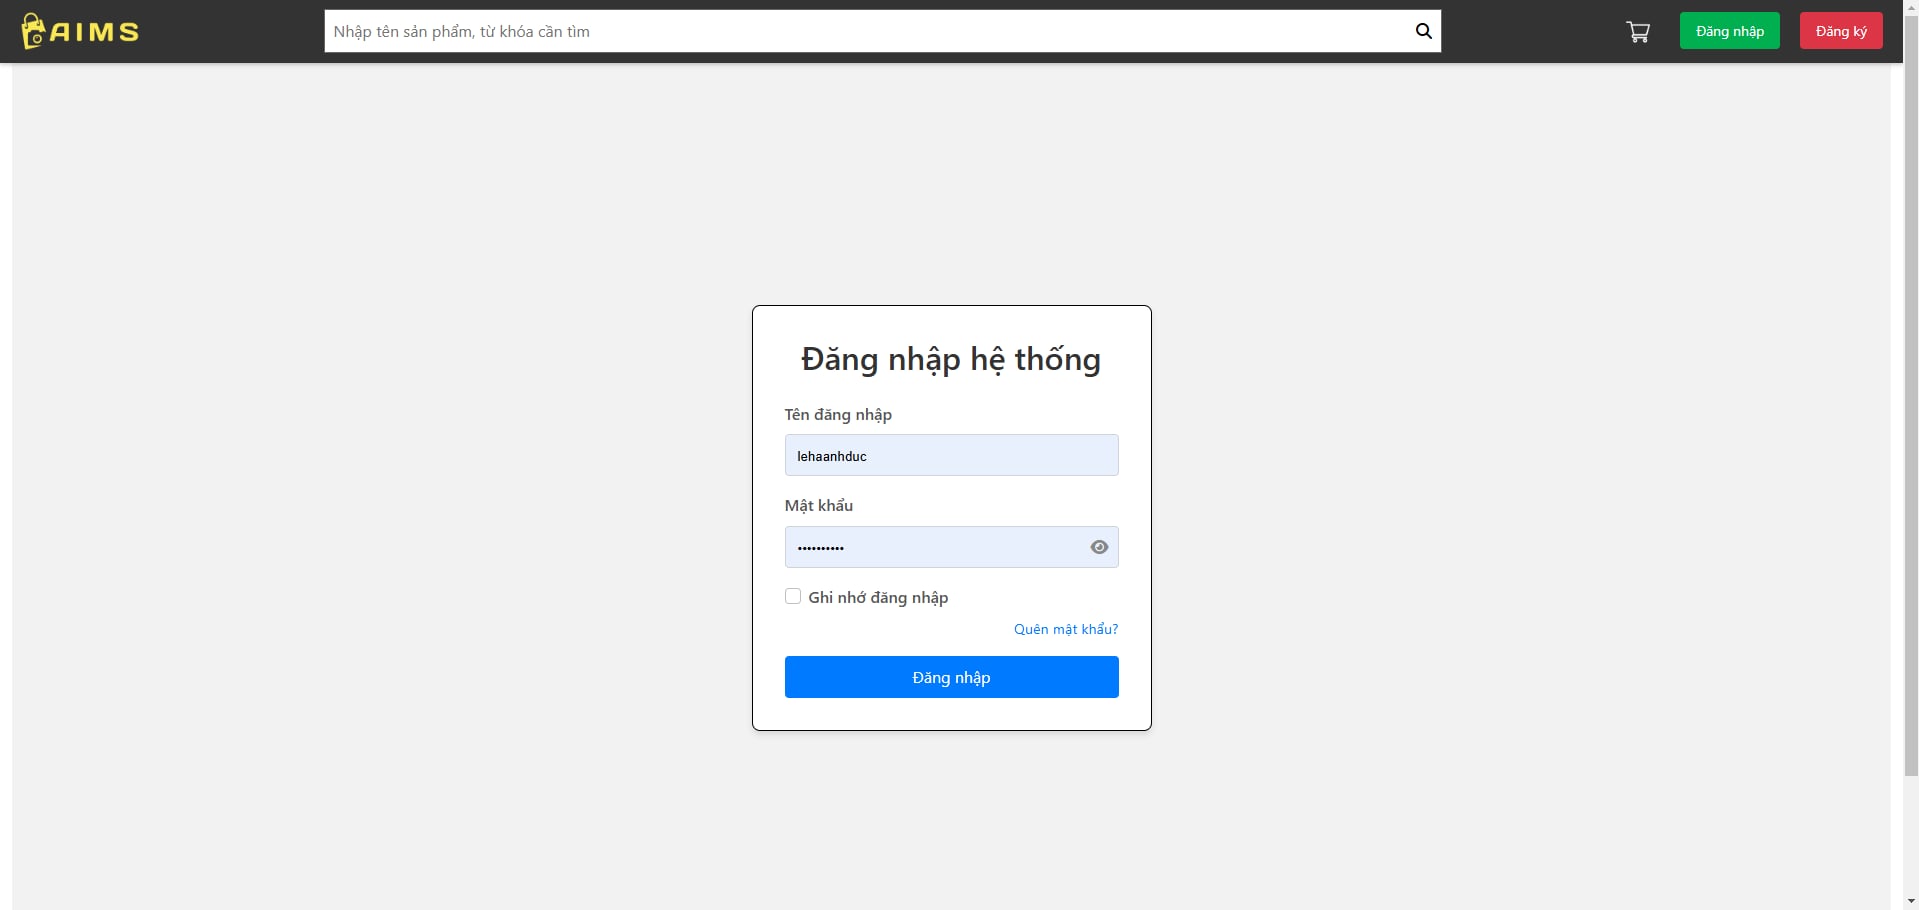 AIMS
Nhập tên sản phẩm, từ khóa cần tìm
Đăng nhập
Đăng ký
Đăng nhập hệ thống
Tên đăng nhập
lehaanhduc
Mật khẩu
••••••••••
Ghi nhớ đăng nhập
Quên mật khẩu?
Đăng nhập